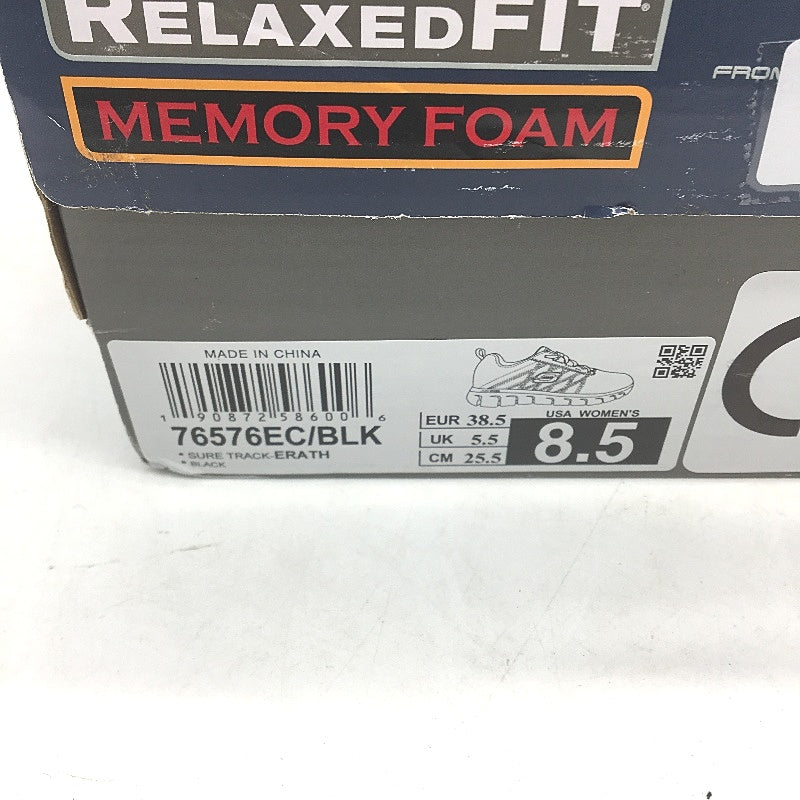 RELAXEDFIT®
FROM
MEMORY FOAM
MADE IN CHINA
1 90872 58600 6
76576EC/BLK
* SURE TRACK-ERATH
* BLACK
EUR 38.5
UK 5.5
CM 25.5
USA WOMEN'S
8.5